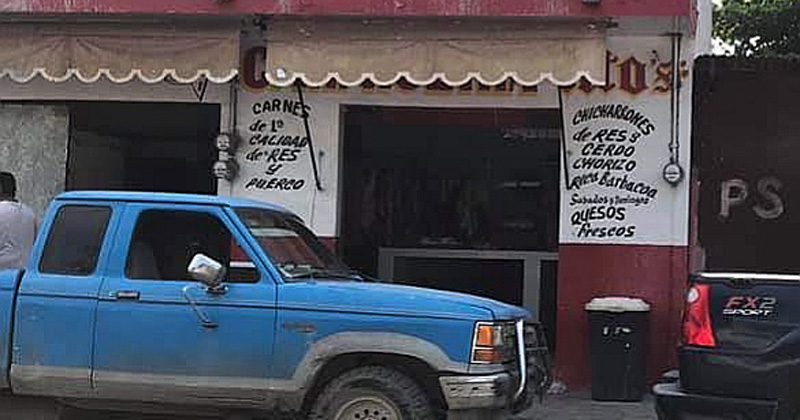 CARNES
de 1ª
CALIDAD
de RES
y
PUERCO
CHICHARRONES
de RES y
CERDO
CHORIZO
Rica Barbacoa
Sabados y Domingos
QUESOS
Frescos
PS
FX2
SPORT